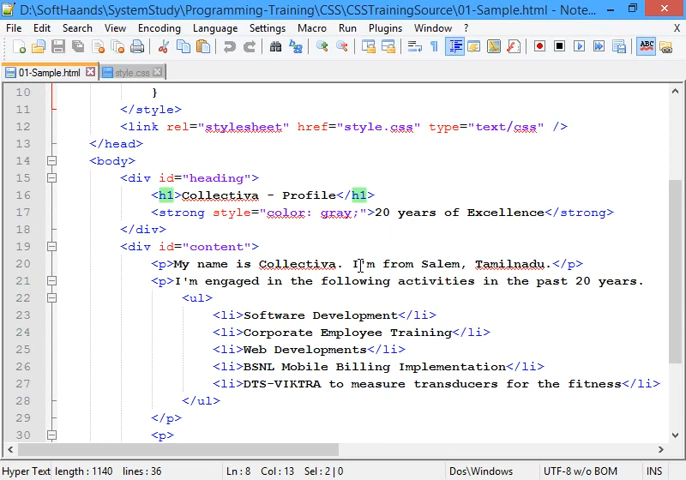 D:\SoftHaands\SystemStudy\Programming-Training\CSS\CSSTrainingSource\01-Sample.html - Note...
File Edit Search View Encoding Language Settings Macro Run Plugins Window ?
ABC
01-Sample.html style.css
10 }
11 </style>
12 <link rel="stylesheet" href="style.css" type="text/css" />
13 </head>
14 <body>
15 <div id="heading">
16 <h1>Collectiva - Profile</h1>
17 <strong style="color: gray;">20 years of Excellence</strong>
18 </div>
19 <div id="content">
20 <p>My name is Collectiva. I'm from Salem, Tamilnadu.</p>
21 <p>I'm engaged in the following activities in the past 20 years.
22 <ul>
23 <li>Software Development</li>
24 <li>Corporate Employee Training</li>
25 <li>Web Developments</li>
26 <li>BSNL Mobile Billing Implementation</li>
27 <li>DTS-VIKTRA to measure transducers for the fitness</li>
28 </ul>
29 </p>
30 <p>
Hyper Text length : 1140 lines : 36 Ln : 8 Col : 13 Sel : 2 | 0 Dos\Windows UTF-8 w/o BOM INS